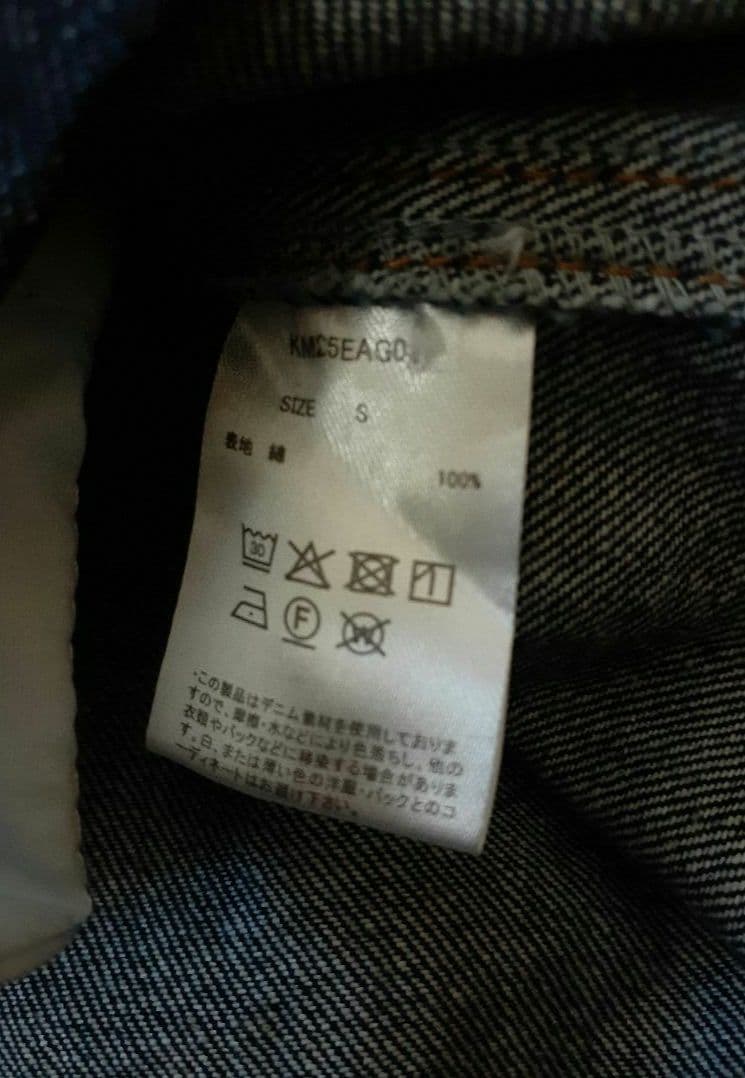 KM25EAG0
SIZE S
表地 綿
100%
30
F
W
・この製品はデニム素材を使用しておりま
すので、摩擦・水などにより色落ちし、他の
衣類やバックなどに移染する場合がありま
す。白、または薄い色の洋服・バックとのコ
ーディネートはお避け下さい。